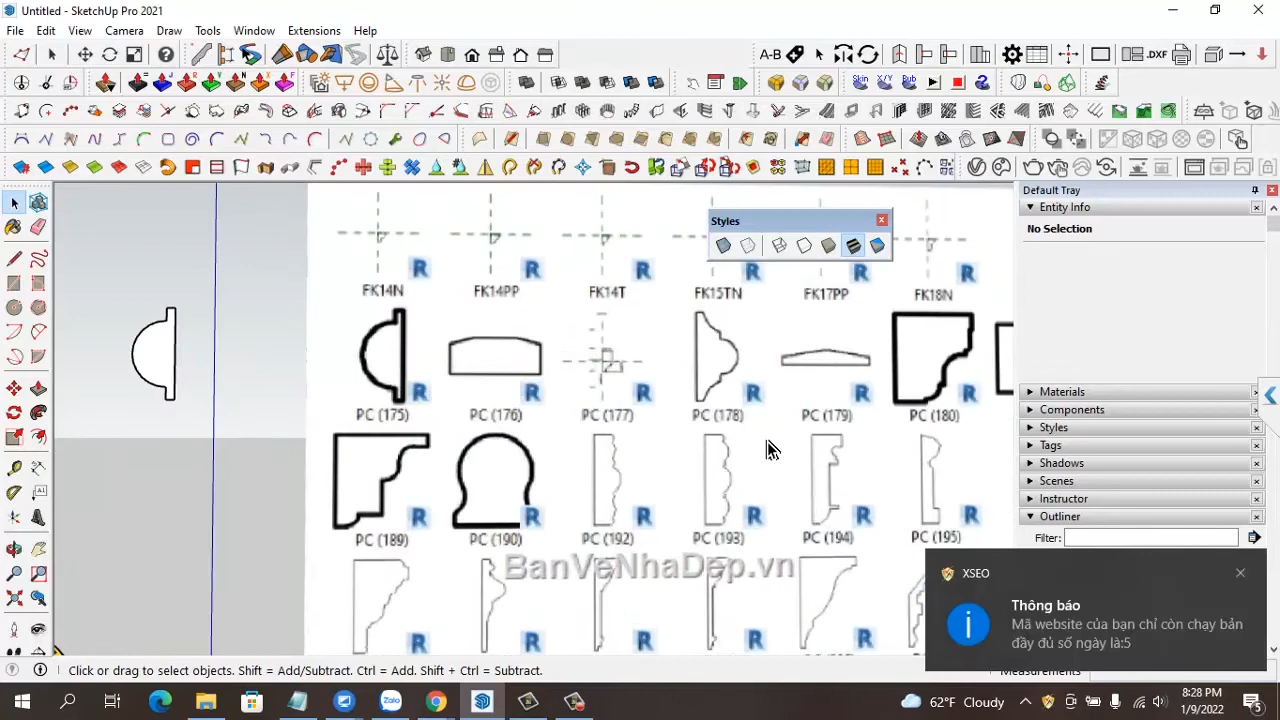 Untitled - SketchUp Pro 2021
File Edit View Camera Draw Tools Window Extensions Help
A-B
.DXF
Skin X/Y Bub
Default Tray
Entity Info
No Selection
Styles
R R R R R
FK14N FK14PP FK14T FK15TN FK17PP FK18N
R R R R R R
PC (175) PC (176) PC (177) PC (178) PC (179) PC (180)
Materials
Components
Styles
Tags
Shadows
Scenes
Instructor
Outliner
Filter:
R R R R R R
PC (189) PC (190) PC (192) PC (193) PC (194) PC (195)
BanVeNhaDep.vn
R R R R R
XSEO
Thông báo
Mã website của bạn chỉ còn chạy bản
đầy đủ số ngày là:5
Click or drag to select objects. Shift = Add/Subtract. Ctrl = Add. Shift + Ctrl = Subtract.
Measurements
Zalo
62°F Cloudy
8:28 PM
1/9/2022
5